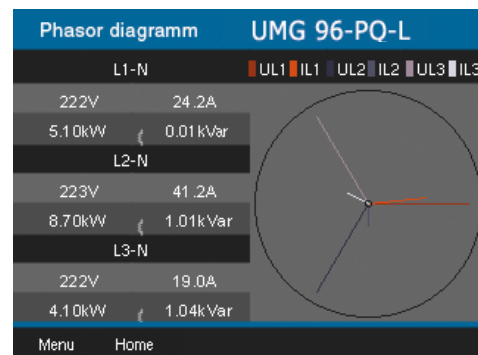 Phasor diagramm UMG 96-PQ-L
L1-N UL1 IL1 UL2 IL2 UL3 IL3
222V 24.2A
5.10kW 0.01kVar
L2-N
223V 41.2A
8.70kW 1.01kVar
L3-N
222V 19.0A
4.10kW 1.04kVar
Menu Home